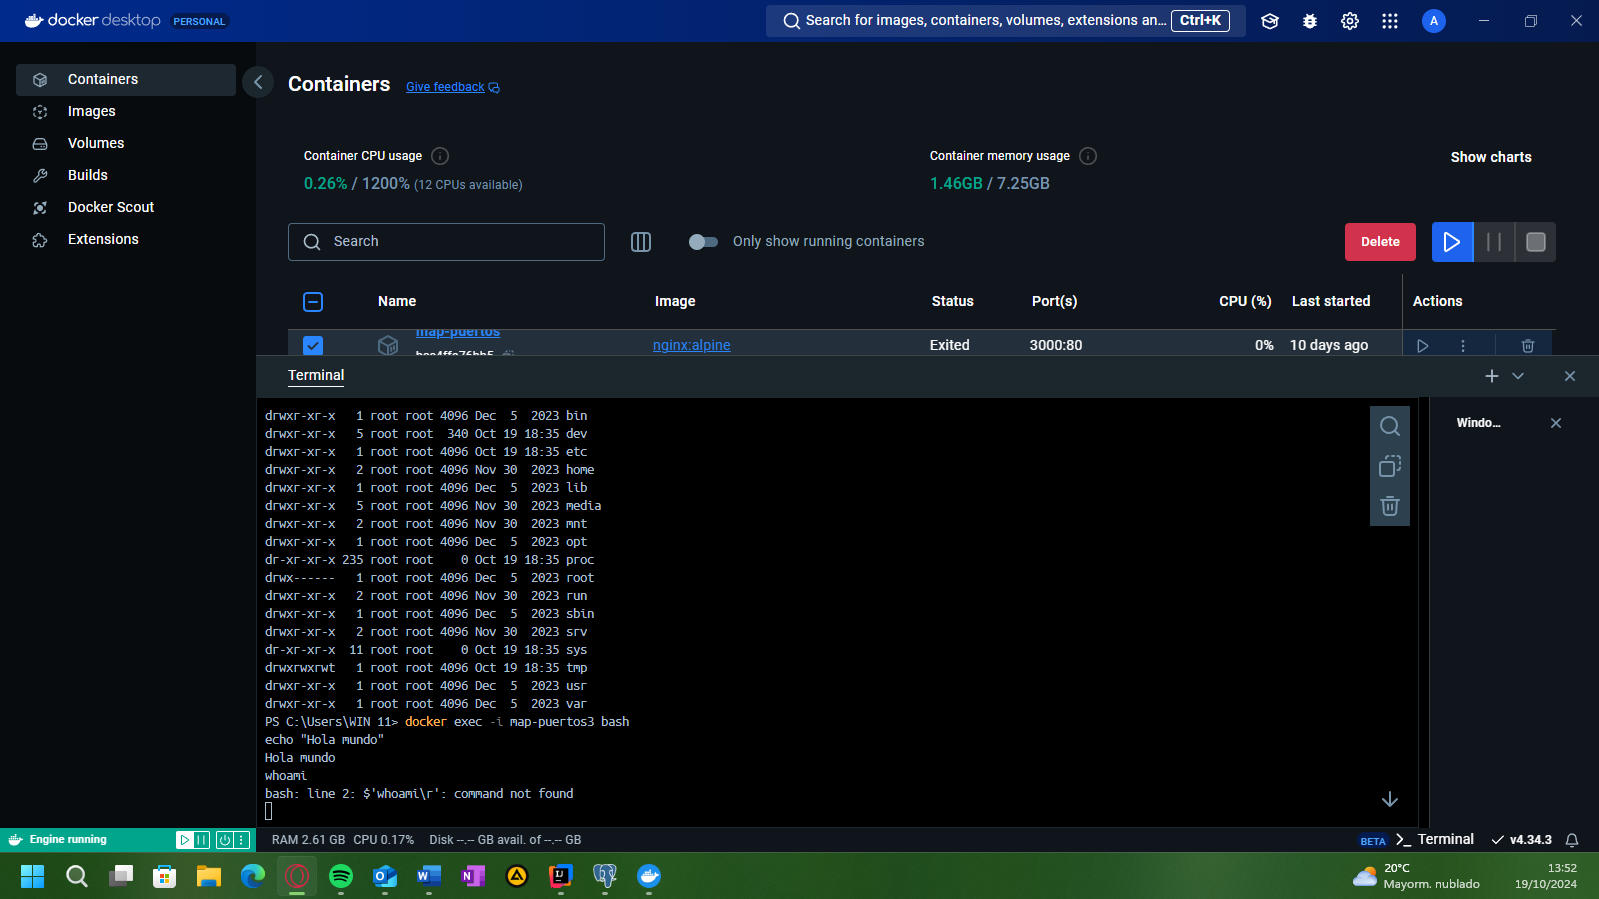 docker desktop PERSONAL
Search for images, containers, volumes, extensions an... Ctrl+K
A
Containers
Images
Volumes
Builds
Docker Scout
Extensions
Containers Give feedback
Container CPU usage
0.26% / 1200% (12 CPUs available)
Container memory usage
1.46GB / 7.25GB
Show charts
Search
Only show running containers
Delete
Name Image Status Port(s) CPU (%) Last started Actions
map-puertos
nginx:alpine Exited 3000:80 0% 10 days ago
Terminal
Windo...
drwxr-xr-x   1 root root 4096 Dec  5  2023 bin
drwxr-xr-x   5 root root  340 Oct 19 18:35 dev
drwxr-xr-x   1 root root 4096 Oct 19 18:35 etc
drwxr-xr-x   2 root root 4096 Nov 30  2023 home
drwxr-xr-x   1 root root 4096 Dec  5  2023 lib
drwxr-xr-x   5 root root 4096 Nov 30  2023 media
drwxr-xr-x   2 root root 4096 Nov 30  2023 mnt
drwxr-xr-x   1 root root 4096 Dec  5  2023 opt
dr-xr-xr-x 235 root root    0 Oct 19 18:35 proc
drwx------   1 root root 4096 Dec  5  2023 root
drwxr-xr-x   2 root root 4096 Nov 30  2023 run
drwxr-xr-x   1 root root 4096 Dec  5  2023 sbin
drwxr-xr-x   2 root root 4096 Nov 30  2023 srv
dr-xr-xr-x  11 root root    0 Oct 19 18:35 sys
drwxrwxrwt   1 root root 4096 Oct 19 18:35 tmp
drwxr-xr-x   1 root root 4096 Dec  5  2023 usr
drwxr-xr-x   1 root root 4096 Dec  5  2023 var
PS C:\Users\WIN 11> docker exec -i map-puertos3 bash
echo "Hola mundo"
Hola mundo
whoami
bash: line 2: $'whoami\r': command not found
Engine running
RAM 2.61 GB CPU 0.17% Disk --.-- GB avail. of --.-- GB
BETA >_ Terminal v4.34.3
20°C
Mayorm. nublado
13:52
19/10/2024